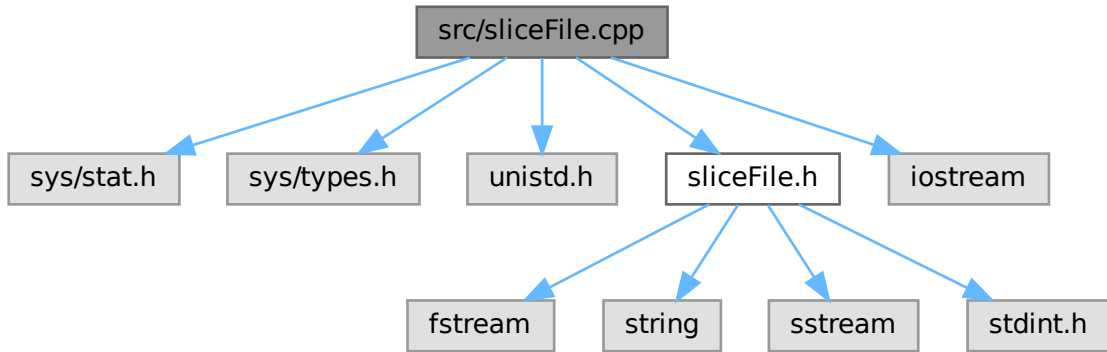 src/sliceFile.cpp
sys/stat.h
sys/types.h
unistd.h
sliceFile.h
iostream
fstream
string
sstream
stdint.h